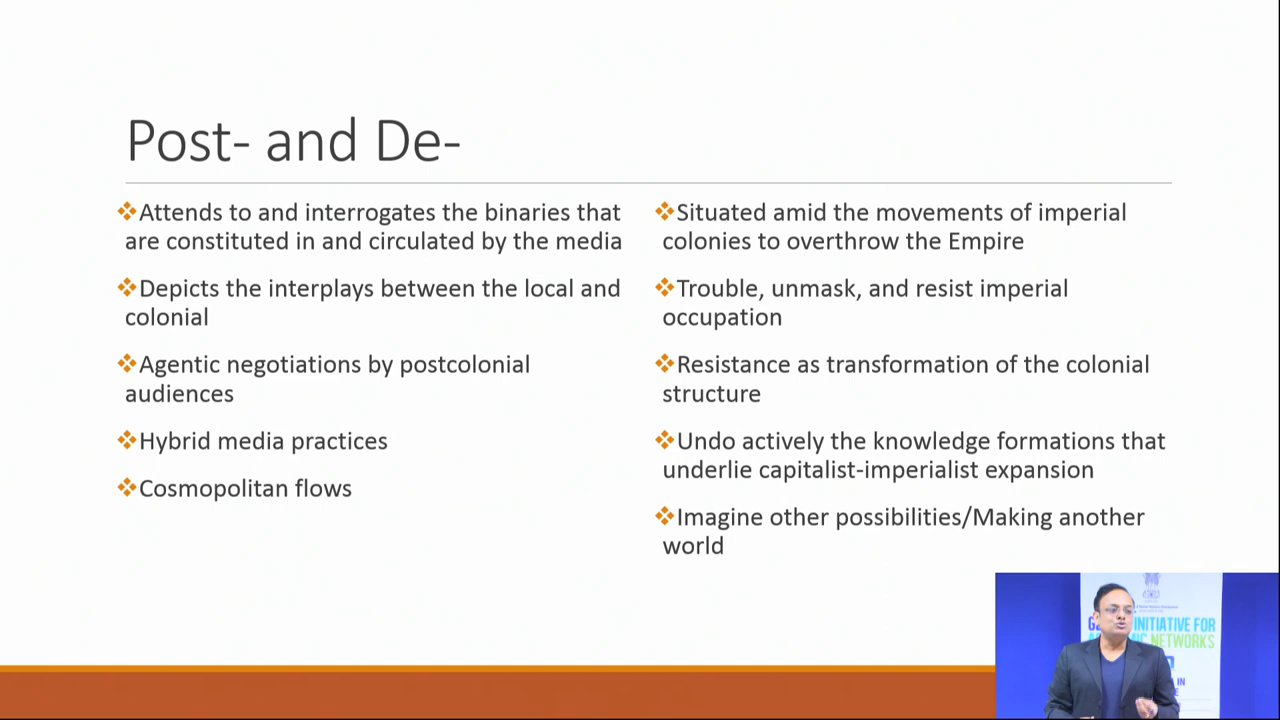 Post- and De-
❖Attends to and interrogates the binaries that
are constituted in and circulated by the media
❖Depicts the interplays between the local and
colonial
❖Agentic negotiations by postcolonial
audiences
❖Hybrid media practices
❖Cosmopolitan flows
❖Situated amid the movements of imperial
colonies to overthrow the Empire
❖Trouble, unmask, and resist imperial
occupation
❖Resistance as transformation of the colonial
structure
❖Undo actively the knowledge formations that
underlie capitalist-imperialist expansion
❖Imagine other possibilities/Making another
world
INITIATIVE FOR
NETWORKS
IN